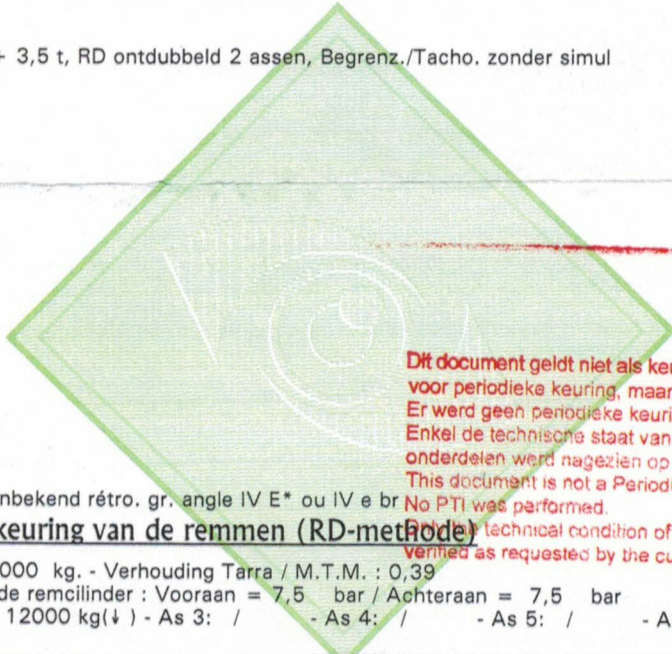 - 3,5 t, RD ontdubbeld 2 assen, Begrenz./Tacho. zonder simul
Dit document geldt niet als
voor periodieke keuring, maar
Er werd geen periodieke
Enkel de technische staat van
onderdelen werd nagezien op
This document is not a
nbekend rétro. gr. angle IV E* ou IV e br
No PTI was performed.
keuring van de remmen (RD-methode)
technical condition of
verified as requested by the
000 kg. - Verhouding Tarra / M.T.M. : 0,39
de remcilinder : Vooraan = 7,5 bar / Achteraan = 7,5 bar
12000 kg(↓) - As 3: / - As 4: / - As 5: / - A